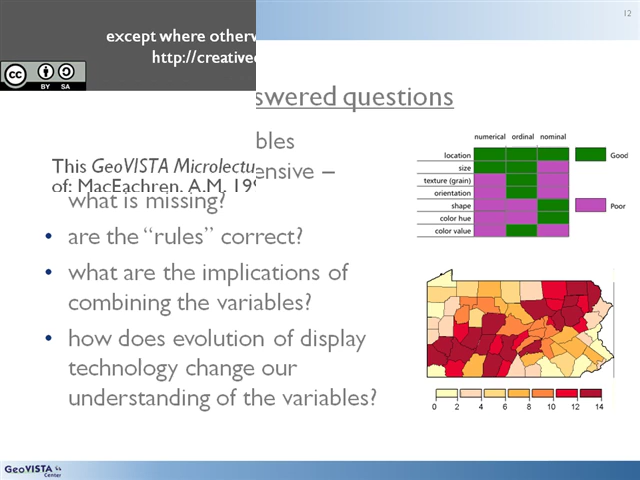 12
except where otherw
http://creative
BY SA
swered questions
bles
This GeoVISTA Microlectu
ensive –
of: MacEachren, A.M. 199
what is missing?
• are the “rules” correct?
• what are the implications of
combining the variables?
• how does evolution of display
technology change our
understanding of the variables?
numerical ordinal nominal
location
size
texture (grain)
orientation
shape
color hue
color value
Good
Poor
0 2 4 6 8 10 12 14
GeoVISTA
Center